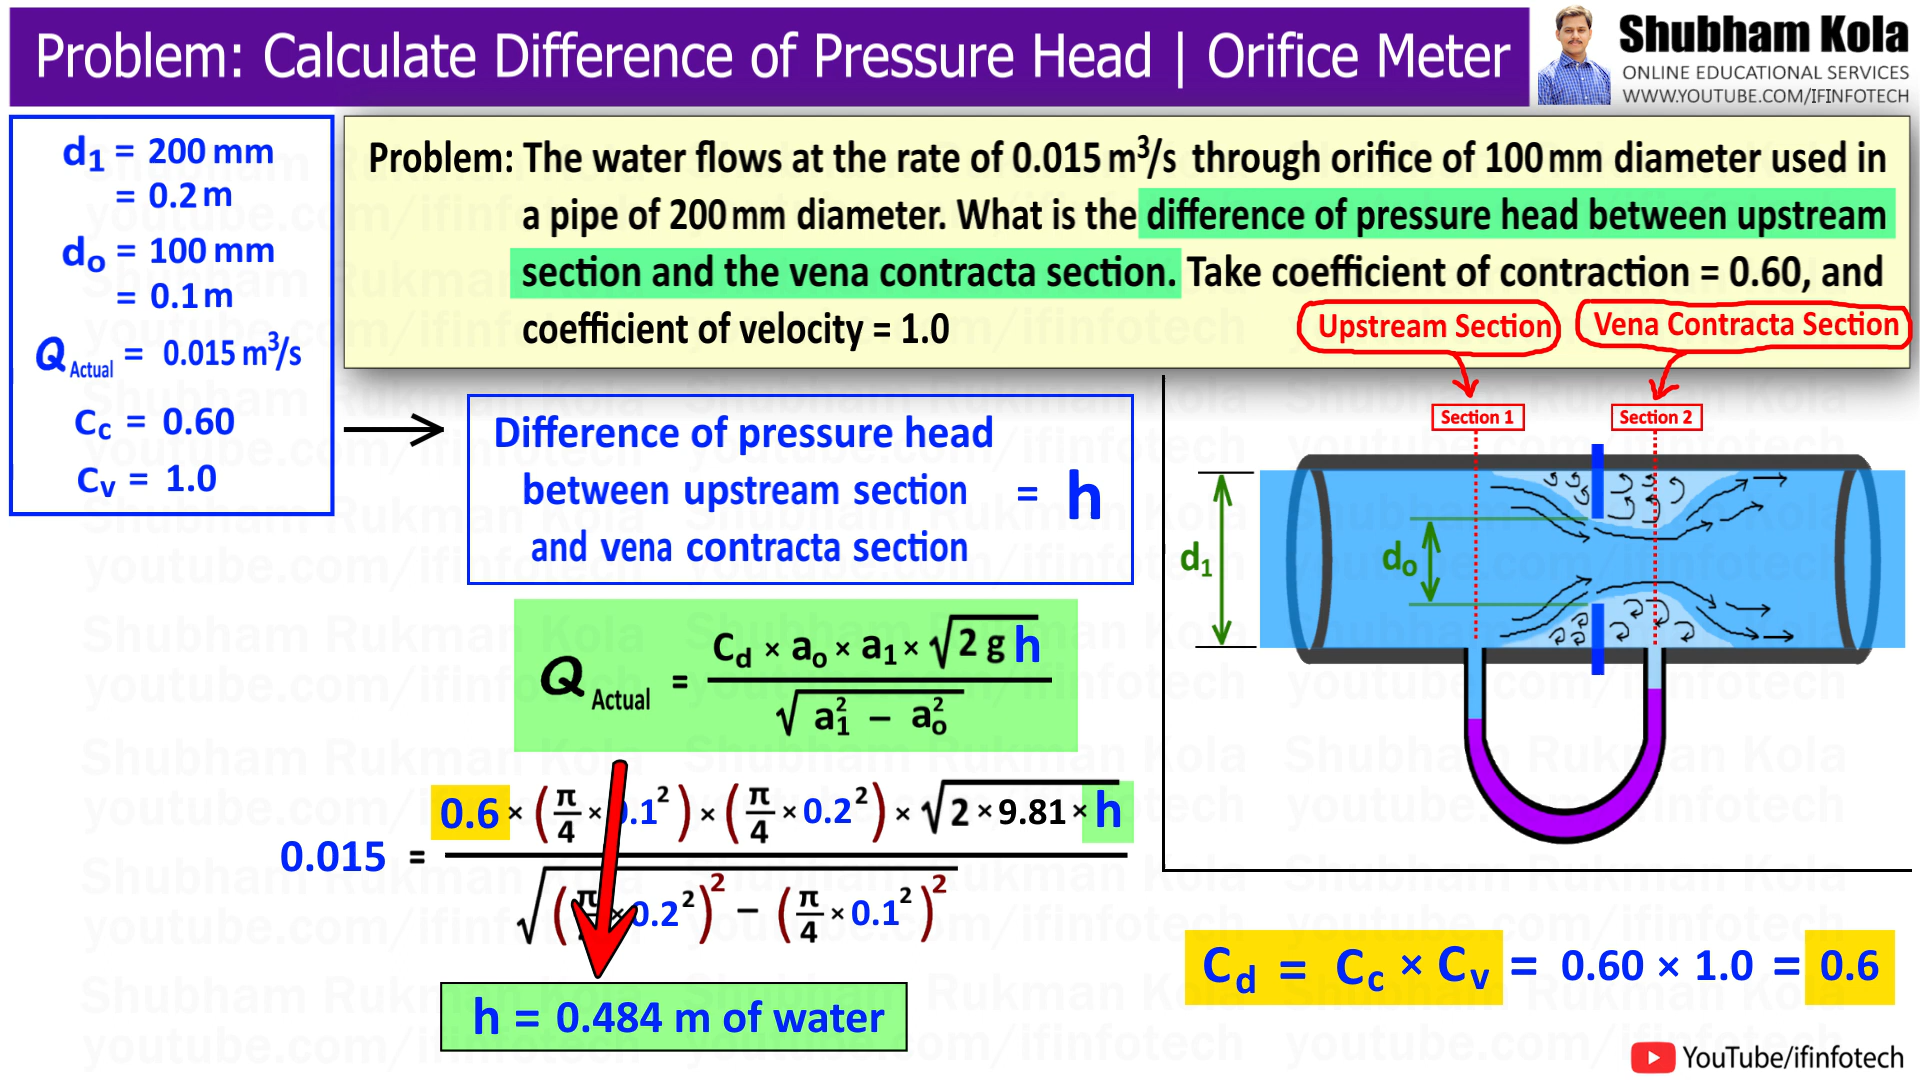 Problem: Calculate Difference of Pressure Head | Orifice Meter
Shubham Kola
ONLINE EDUCATIONAL SERVICES
WWW.YOUTUBE.COM/IFINFOTECH
d₁ = 200 mm
= 0.2 m
dₒ = 100 mm
= 0.1 m
Q Actual = 0.015 m³/s
Cc = 0.60
Cv = 1.0
Problem: The water flows at the rate of 0.015 m³/s through orifice of 100 mm diameter used in
a pipe of 200 mm diameter. What is the difference of pressure head between upstream
section and the vena contracta section. Take coefficient of contraction = 0.60, and
coefficient of velocity = 1.0
Upstream Section
Vena Contracta Section
Section 1
Section 2
d₁
dₒ
Difference of pressure head
between upstream section = h
and vena contracta section
Q Actual = Cd × aₒ × a₁ × √2 g h
√a₁² − aₒ²
0.015 = 0.6 × (π/4 × 0.1²) × (π/4 × 0.2²) × √2 × 9.81 × h
√(π × 0.2²)² − (π/4 × 0.1²)²
h = 0.484 m of water
Cd = Cc × Cv = 0.60 × 1.0 = 0.6
YouTube/ifinfotech
Shubham Rukman Kola
youtube.com/ifinfotech